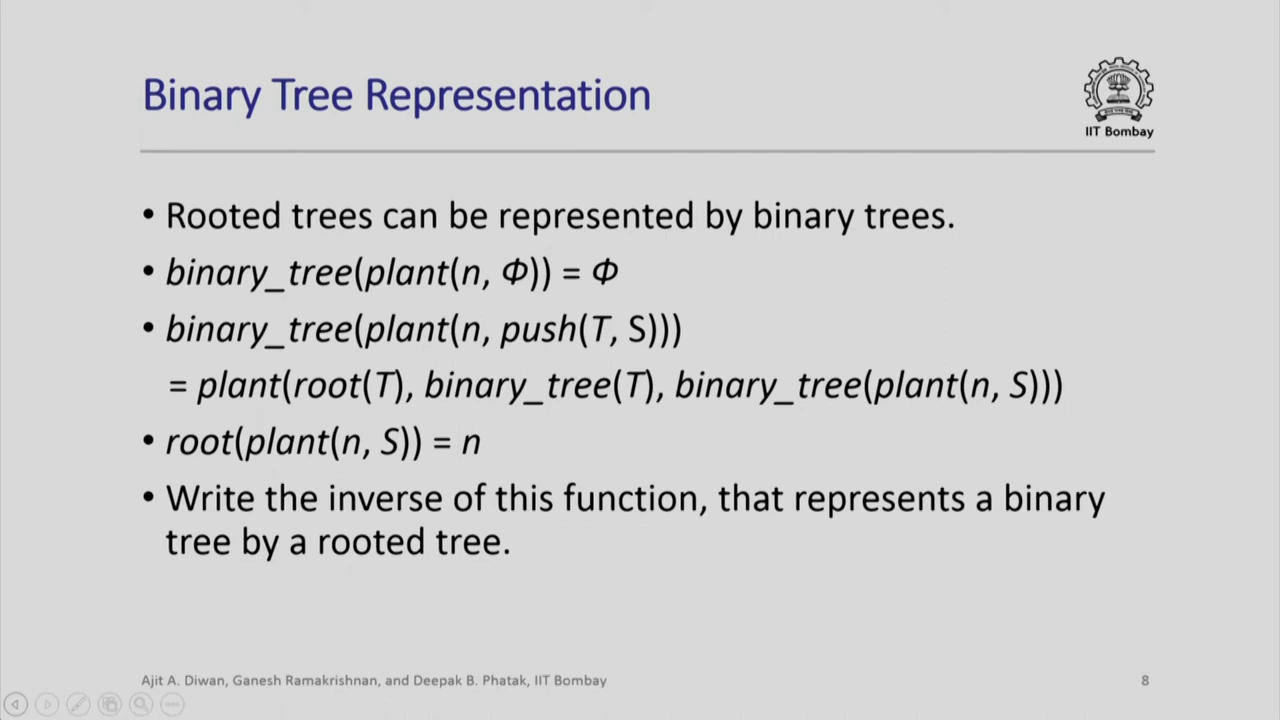 Binary Tree Representation
IIT Bombay
• Rooted trees can be represented by binary trees.
• binary_tree(plant(n, Φ)) = Φ
• binary_tree(plant(n, push(T, S)))
= plant(root(T), binary_tree(T), binary_tree(plant(n, S)))
• root(plant(n, S)) = n
• Write the inverse of this function, that represents a binary
tree by a rooted tree.
Ajit A. Diwan, Ganesh Ramakrishnan, and Deepak B. Phatak, IIT Bombay
8